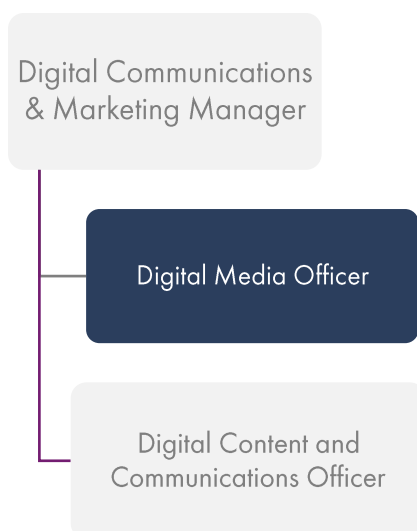 Digital Communications
& Marketing Manager
Digital Media Officer
Digital Content and
Communications Officer